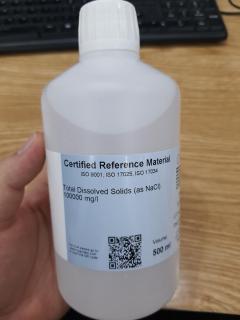 Certified Reference Material
ISO 9001, ISO 17025, ISO 17034
Total Dissolved Solids (as NaCl)
100000 mg/l
Volume
500 ml